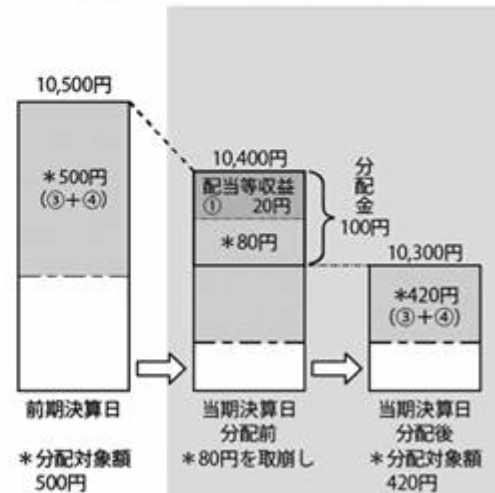 10,500円
＊500円
(③＋④)
前期決算日
＊分配対象額
500円
10,400円
配当等収益
① 20円
＊80円
分配金
100円
当期決算日
分配前
＊80円を取崩し
10,300円
＊420円
(③＋④)
当期決算日
分配後
＊分配対象額
420円